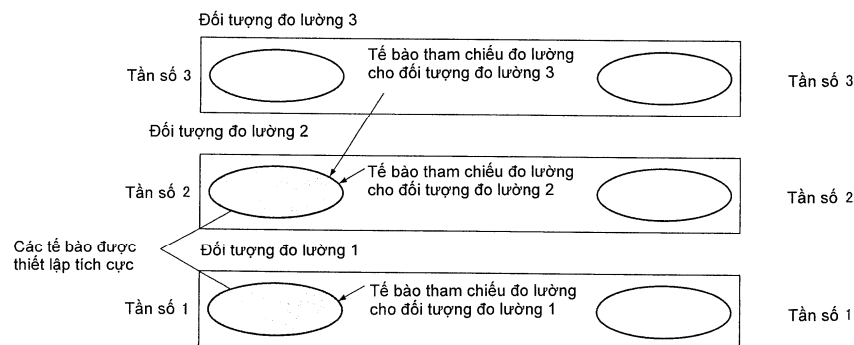 Đối tượng đo lường 3
Tần số 3
Tế bào tham chiếu đo lường
cho đối tượng đo lường 3
Tần số 3
Đối tượng đo lường 2
Tần số 2
Tế bào tham chiếu đo lường
cho đối tượng đo lường 2
Tần số 2
Các tế bào được
thiết lập tích cực
Đối tượng đo lường 1
Tần số 1
Tế bào tham chiếu đo lường
cho đối tượng đo lường 1
Tần số 1